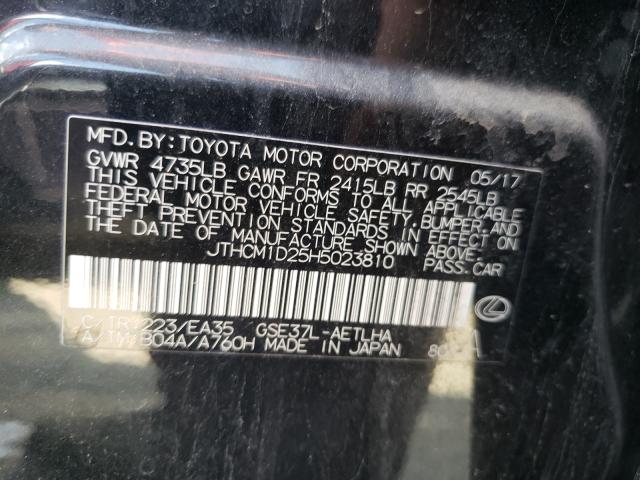 MFD. BY: TOYOTA MOTOR CORPORATION 05/17
GVWR 4735LB GAWR FR 2415LB RR 2545LB
THIS VEHICLE CONFORMS TO ALL APPLICABLE
FEDERAL MOTOR VEHICLE SAFETY, BUMPER, AND
THEFT PREVENTION STANDARDS IN EFFECT ON
THE DATE OF MANUFACTURE SHOWN ABOVE.
JTHCM1D25H5023810 PASS. CAR
C/TR 223/EA35 GSE37L-AETLHA
A/TM B04A/A760H MADE IN JAPAN